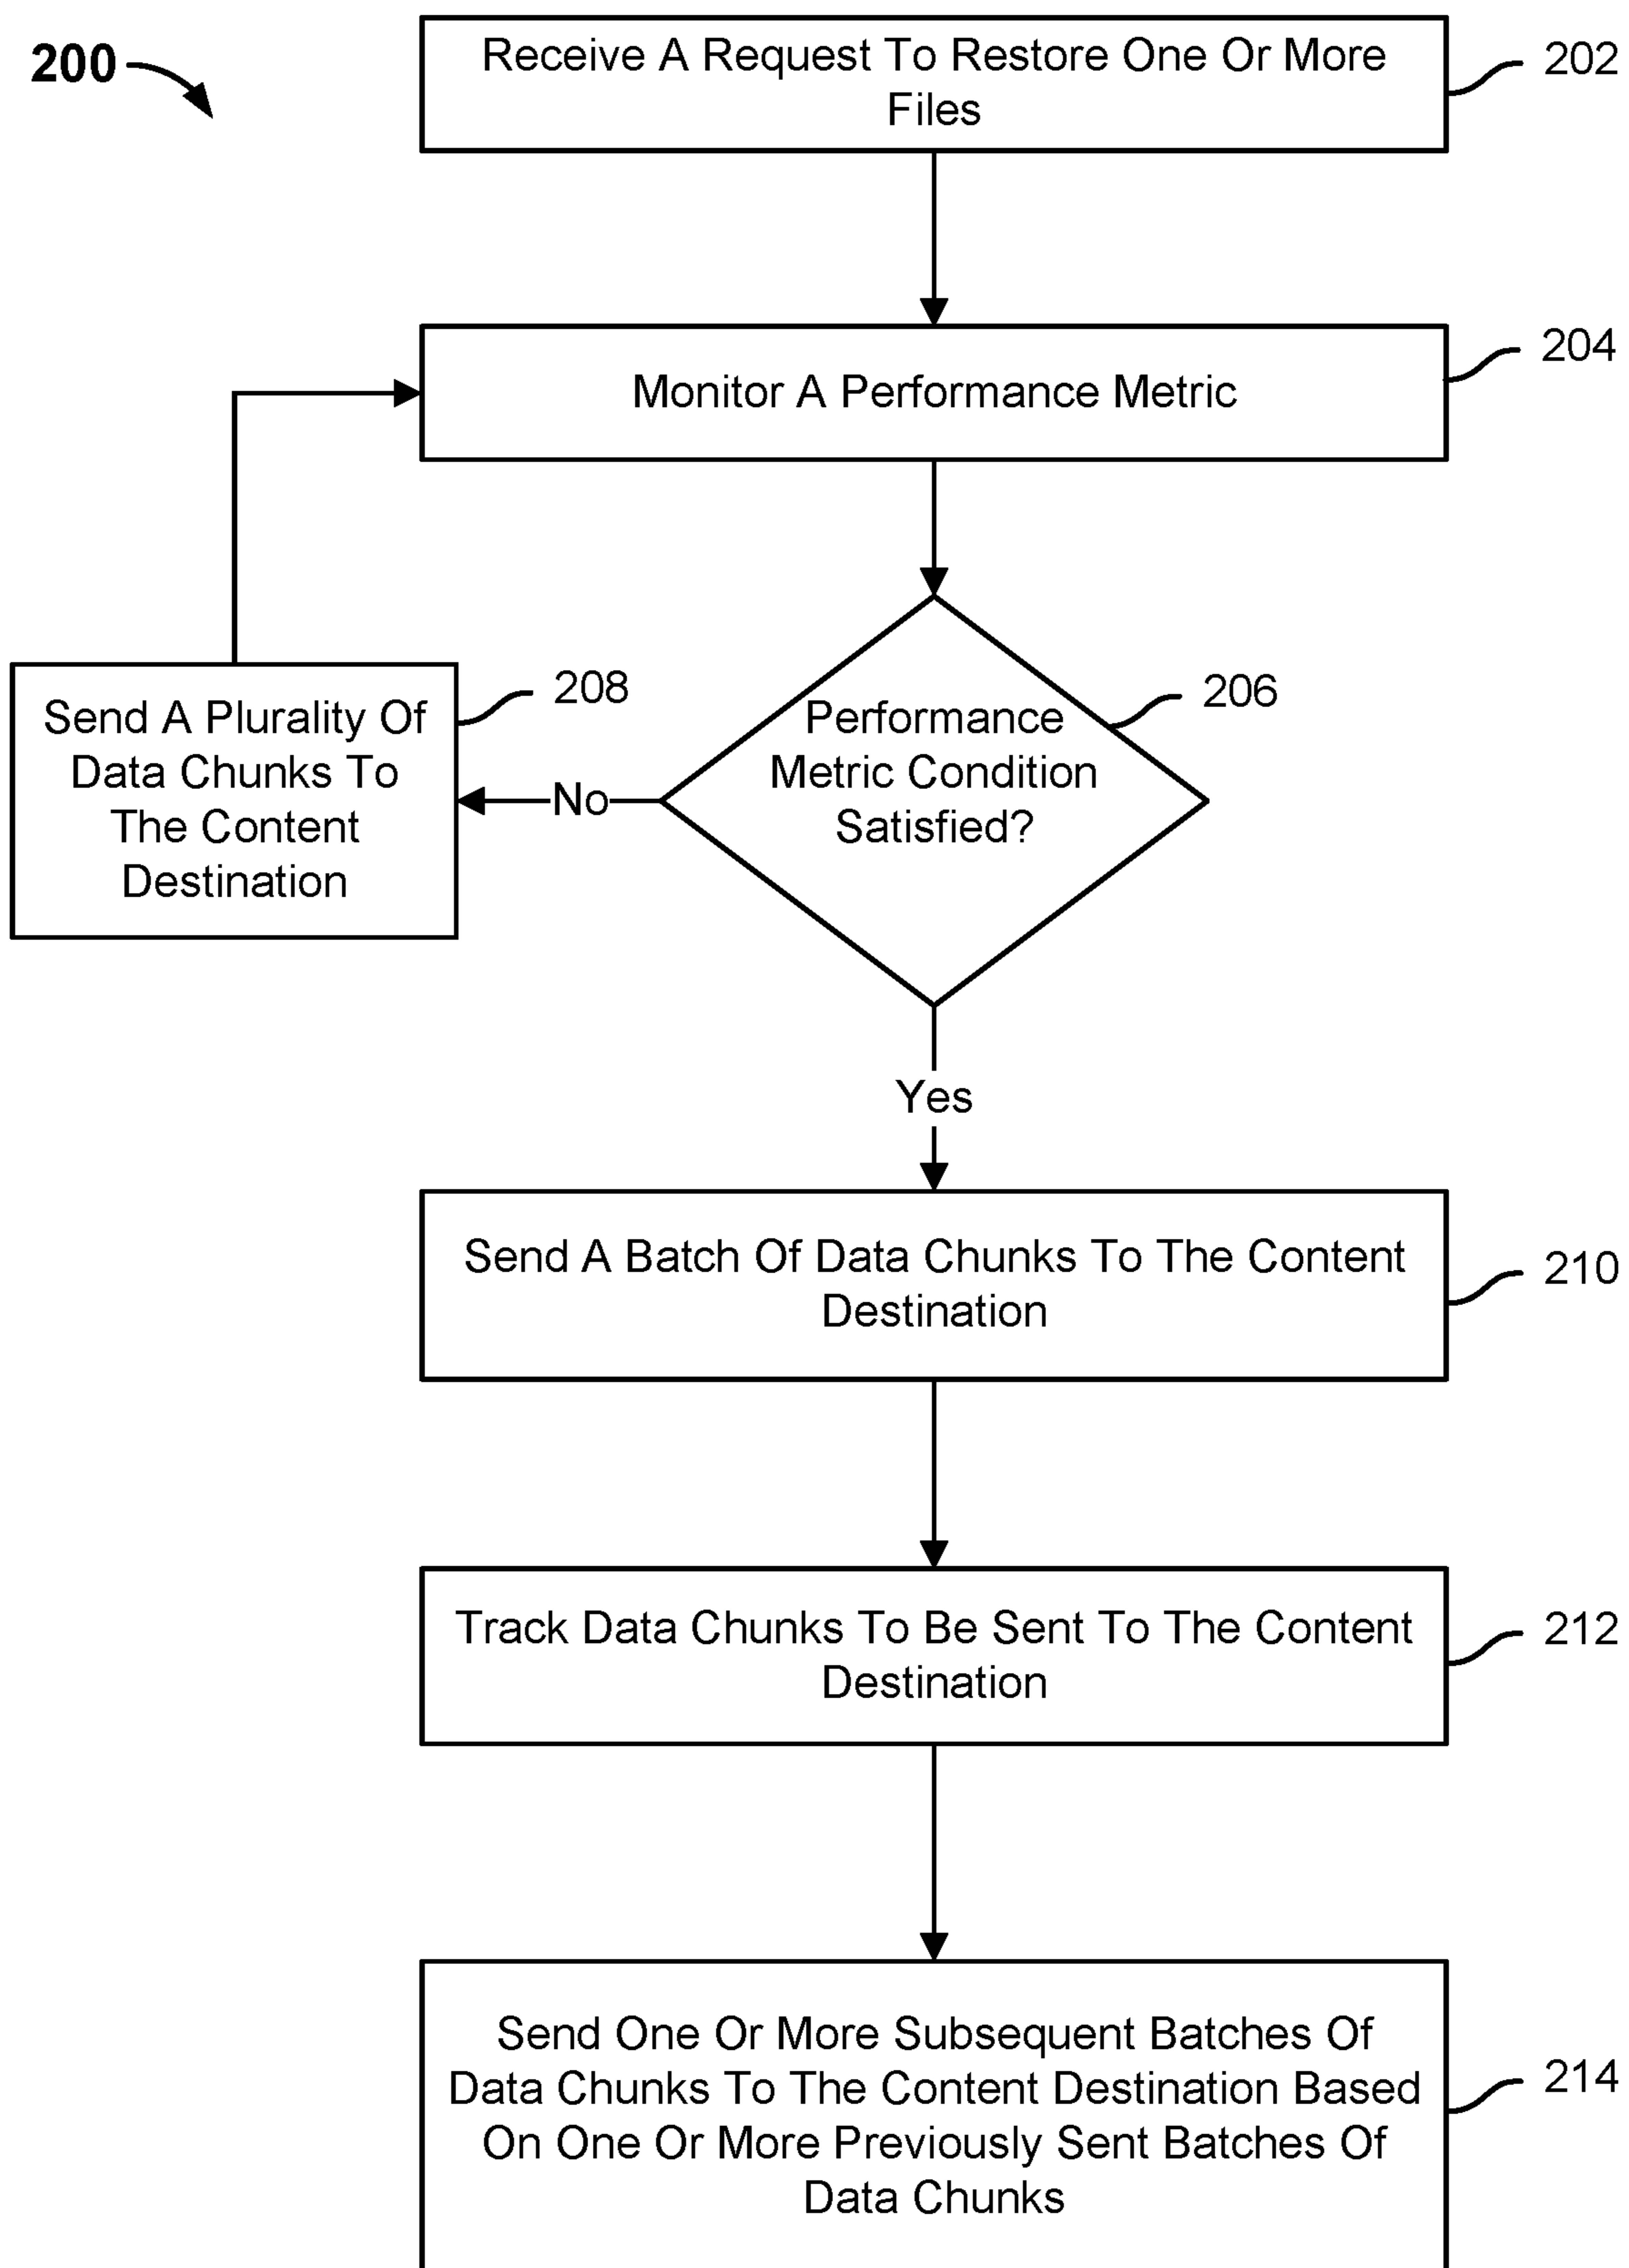 200
Receive A Request To Restore One Or More
Files
202
Monitor A Performance Metric
204
Performance
Metric Condition
Satisfied?
206
No
Send A Plurality Of
Data Chunks To
The Content
Destination
208
Yes
Send A Batch Of Data Chunks To The Content
Destination
210
Track Data Chunks To Be Sent To The Content
Destination
212
Send One Or More Subsequent Batches Of
Data Chunks To The Content Destination Based
On One Or More Previously Sent Batches Of
Data Chunks
214